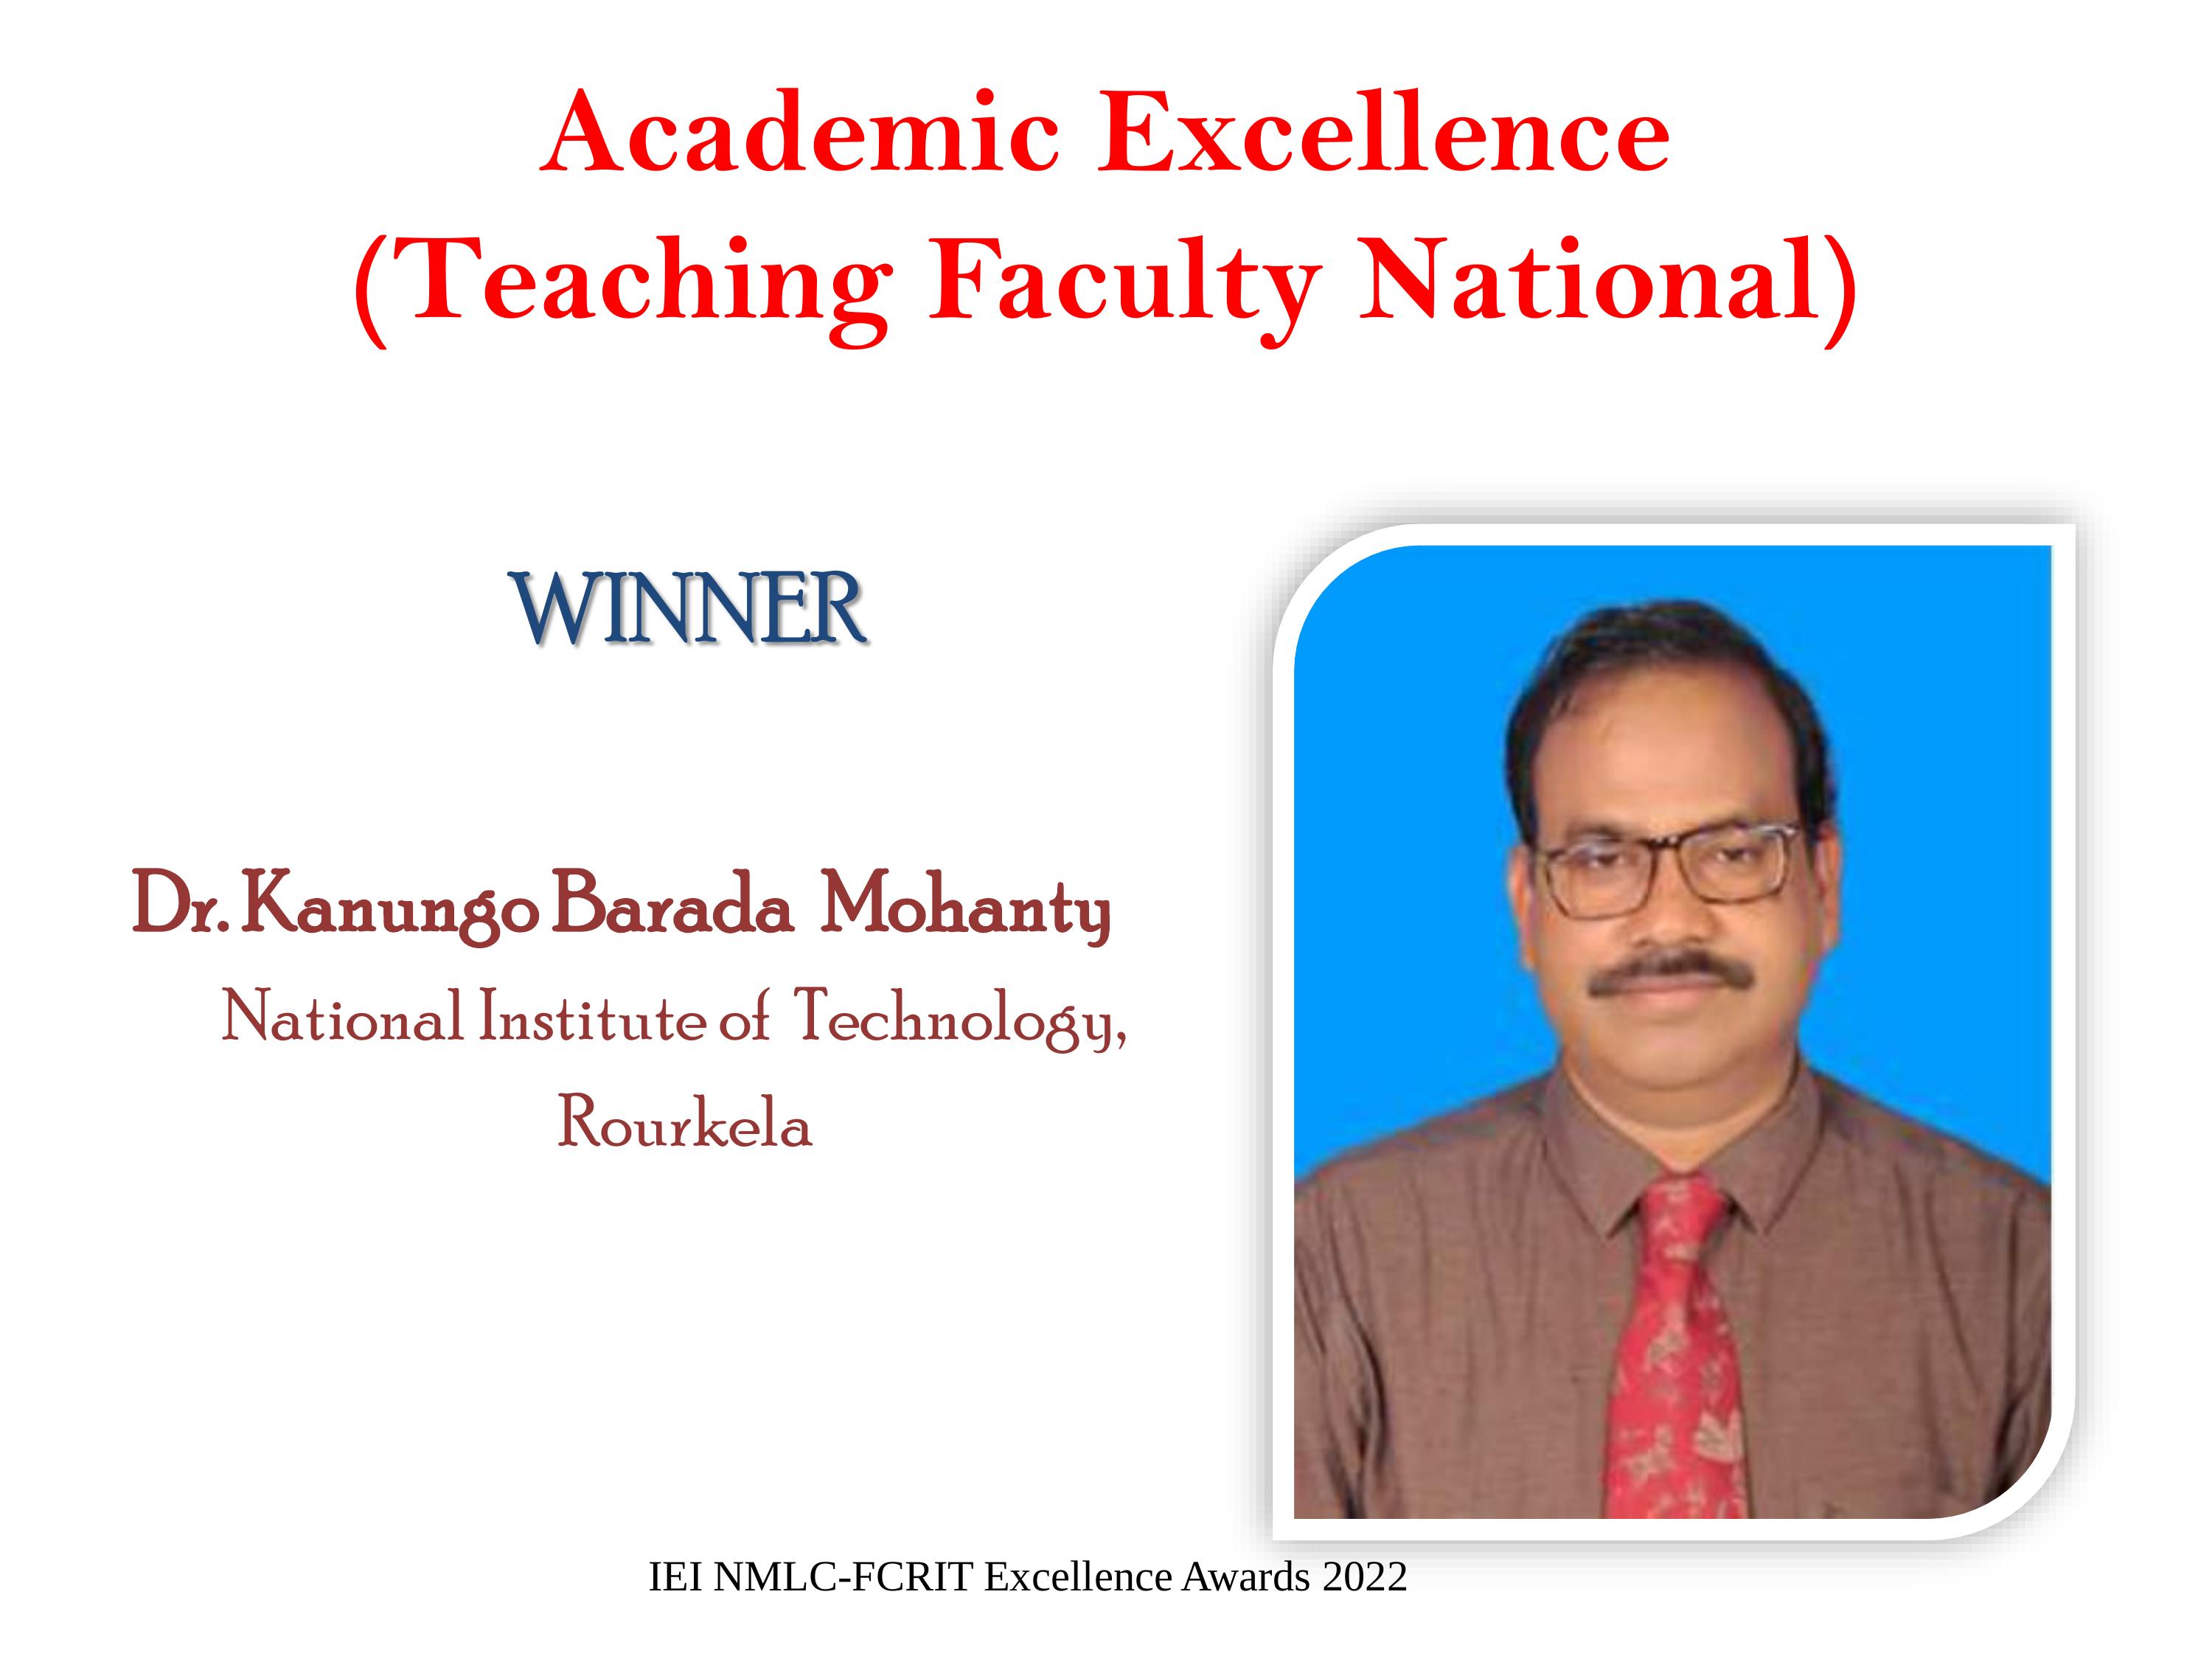 Academic Excellence
(Teaching Faculty National)
WINNER
Dr. Kanungo Barada Mohanty
National Institute of Technology,
Rourkela
IEI NMLC-FCRIT Excellence Awards 2022